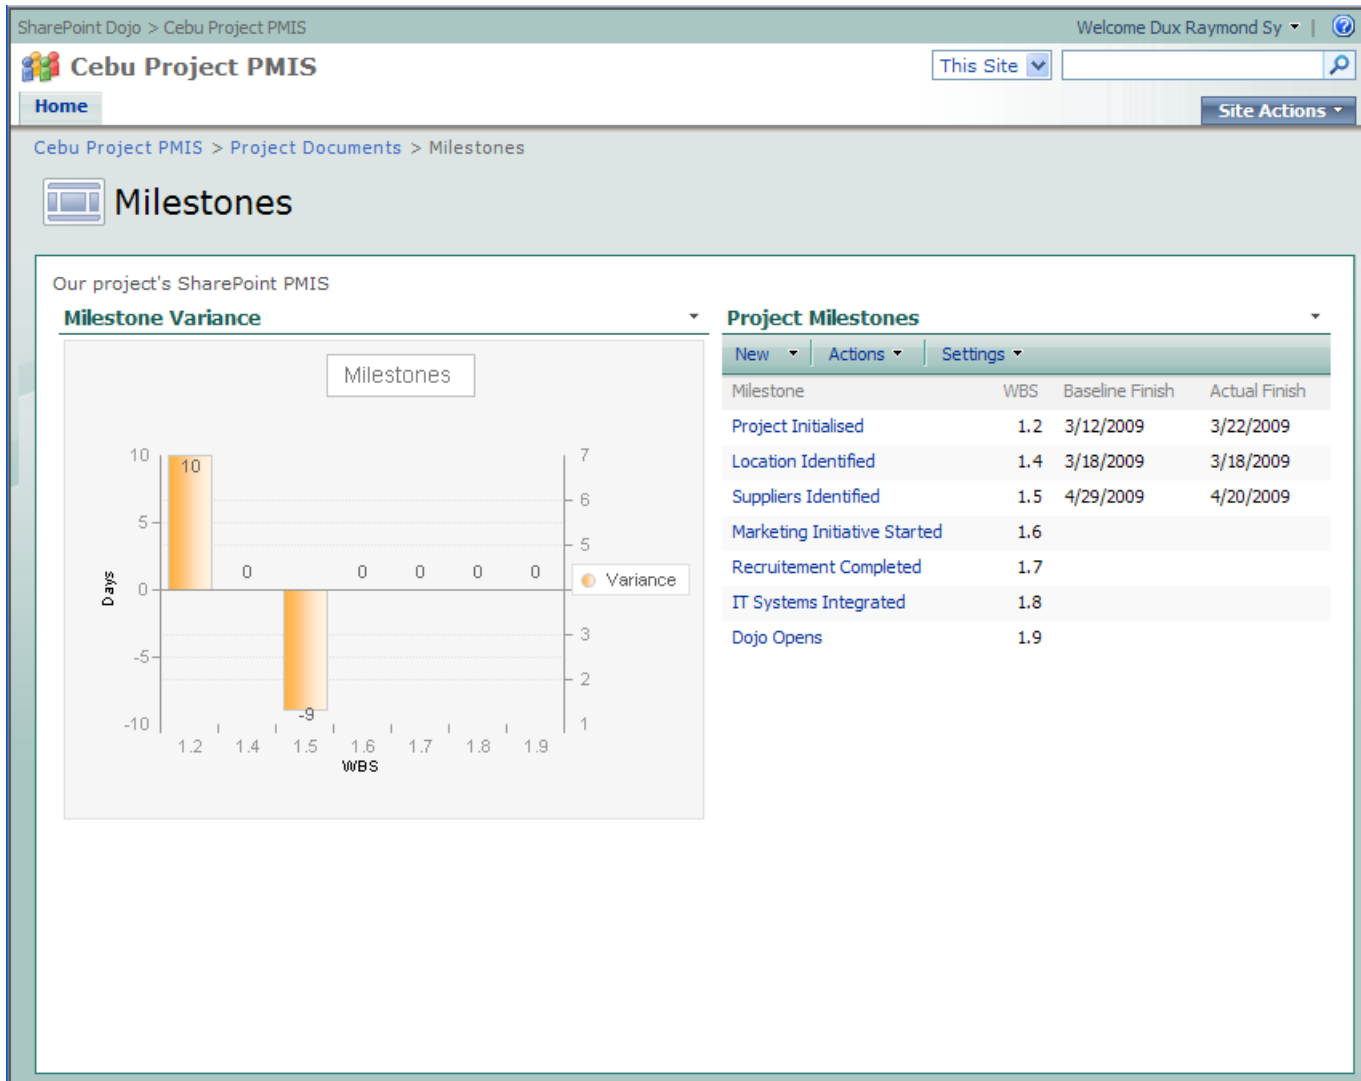 SharePoint Dojo > Cebu Project PMIS
Welcome Dux Raymond Sy
Cebu Project PMIS
This Site
Home
Site Actions
Cebu Project PMIS > Project Documents > Milestones
Milestones
Our project's SharePoint PMIS
Milestone Variance
Milestones
10
5
0
-5
-10
Days
10
0
-9
0
0
0
0
7
6
5
3
2
1
Variance
1.2 1.4 1.5 1.6 1.7 1.8 1.9
WBS
Project Milestones
New Actions Settings
Milestone WBS Baseline Finish Actual Finish
Project Initialised 1.2 3/12/2009 3/22/2009
Location Identified 1.4 3/18/2009 3/18/2009
Suppliers Identified 1.5 4/29/2009 4/20/2009
Marketing Initiative Started 1.6
Recruitement Completed 1.7
IT Systems Integrated 1.8
Dojo Opens 1.9